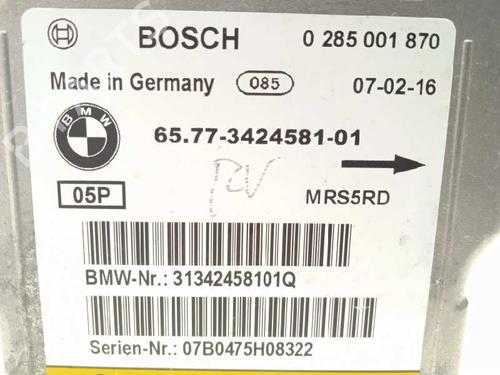 BOSCH 0 285 001 870
Made in Germany 085 07-02-16
BMW 65.77-3424581-01
05P MRS5RD
BMW-Nr.: 31342458101Q
Serien-Nr.: 07B0475H08322